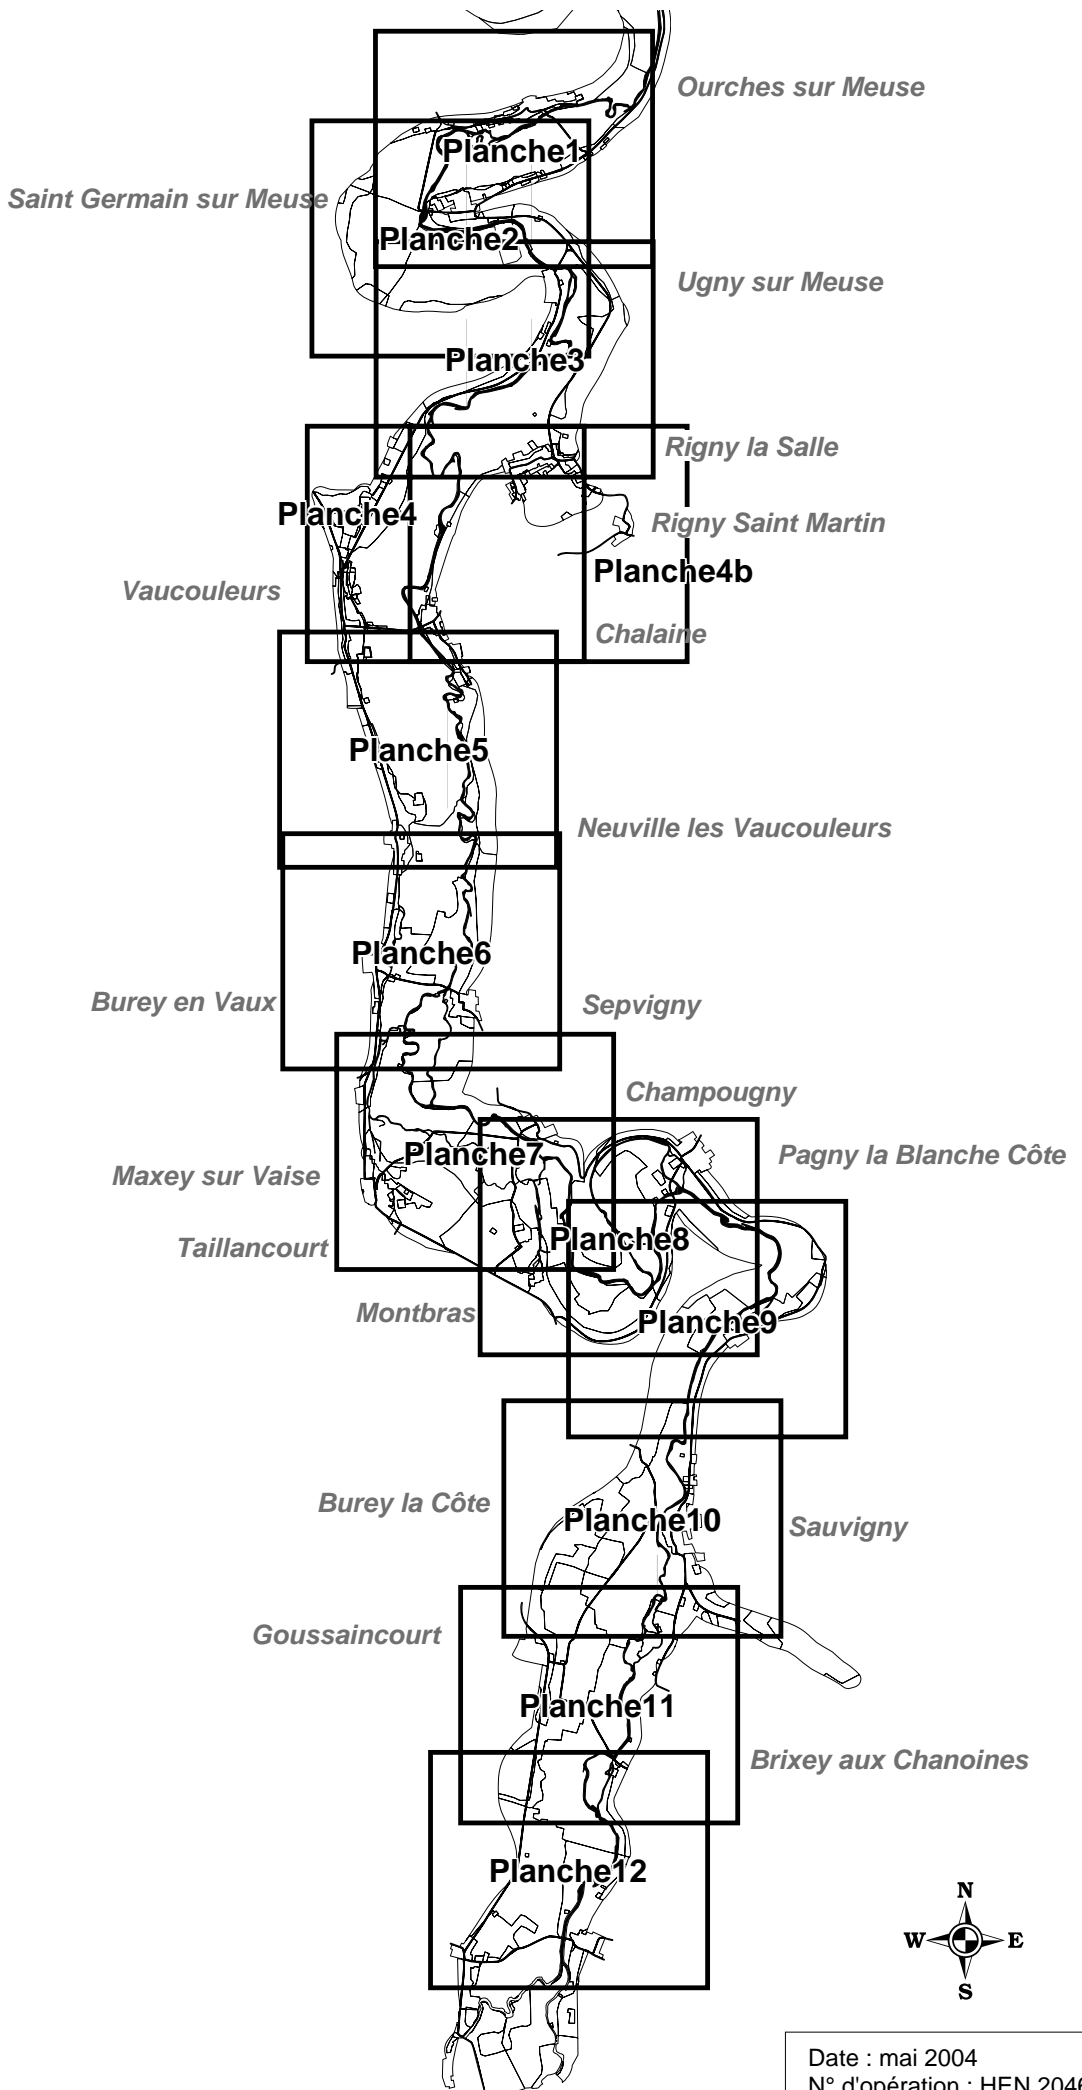 Ourches sur Meuse
Planche1
Saint Germain sur Meuse
Planche2
Ugny sur Meuse
Planche3
Rigny la Salle
Planche4
Rigny Saint Martin
Planche4b
Vaucouleurs
Chalaine
Planche5
Neuville les Vaucouleurs
Planche6
Burey en Vaux
Sepvigny
Champougny
Planche7
Pagny la Blanche Côte
Maxey sur Vaise
Planche8
Taillancourt
Montbras
Planche9
Burey la Côte
Planche10
Sauvigny
Goussaincourt
Planche11
Brixey aux Chanoines
Planche12
N
W E
S
Date : mai 2004
N° d'opération : HEN 2046